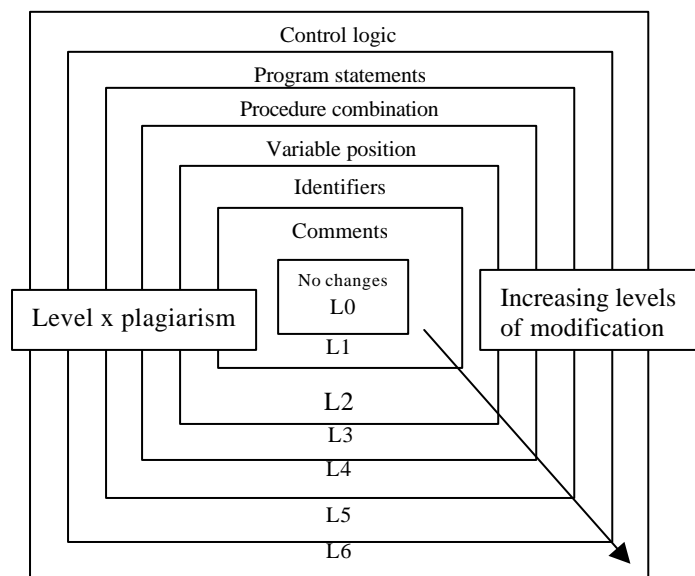 Control logic
Program statements
Procedure combination
Variable position
Identifiers
Comments
No changes
L0
Level x plagiarism
Increasing levels
of modification
L1
L2
L3
L4
L5
L6